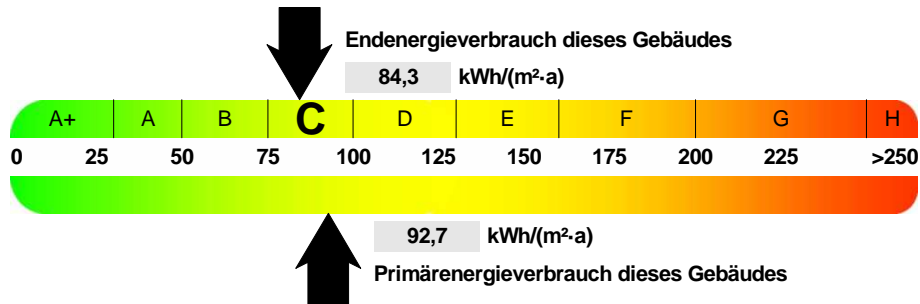 Endenergieverbrauch dieses Gebäudes
84,3 kWh/(m²·a)
A+ A B C D E F G H
0 25 50 75 100 125 150 175 200 225 >250
92,7 kWh/(m²·a)
Primärenergieverbrauch dieses Gebäudes